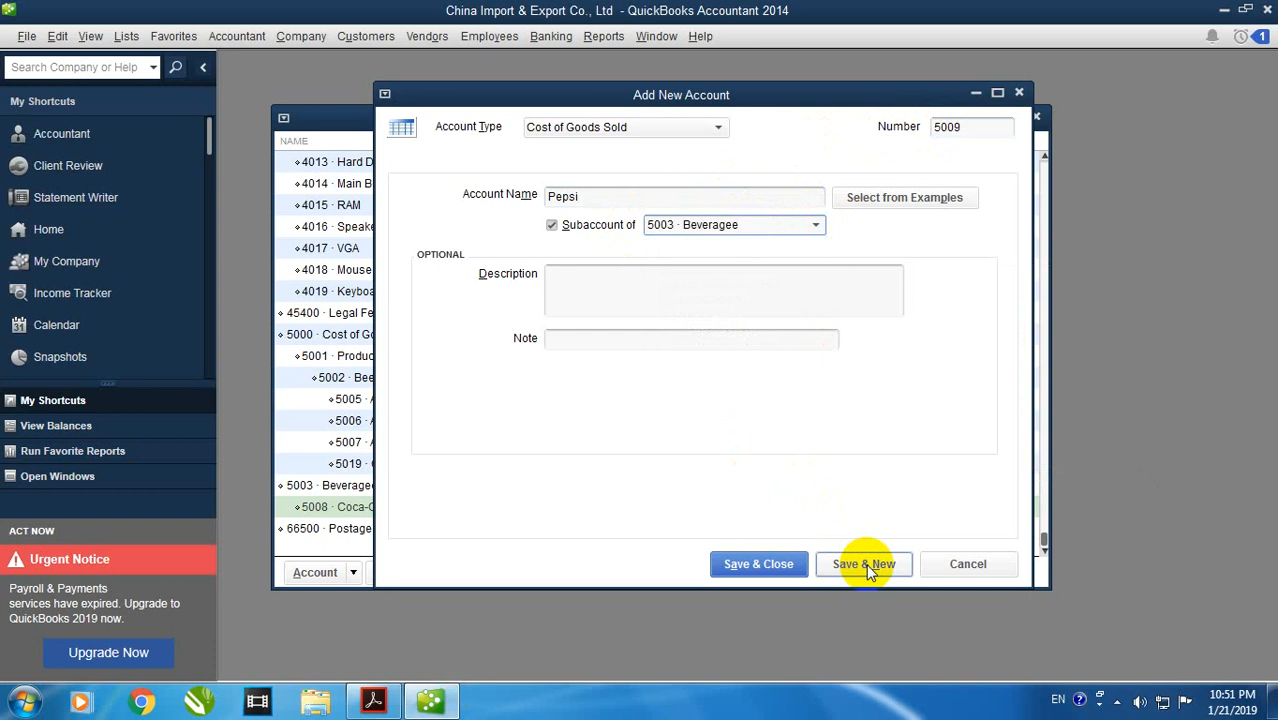 China Import & Export Co., Ltd - QuickBooks Accountant 2014
File Edit View Lists Favorites Accountant Company Customers Vendors Employees Banking Reports Window Help
1
Search Company or Help
My Shortcuts
Accountant
Client Review
Statement Writer
Home
My Company
Income Tracker
Calendar
Snapshots
My Shortcuts
View Balances
Run Favorite Reports
Open Windows
ACT NOW
Urgent Notice
Payroll & Payments
services have expired. Upgrade to
QuickBooks 2019 now.
Upgrade Now
NAME
4013 · Hard D
4014 · Main B
4015 · RAM
4016 · Speake
4017 · VGA
4018 · Mouse
4019 · Keyboa
45400 · Legal Fe
5000 · Cost of Go
5001 · Produc
5002 · Bee
5005 · A
5006 · A
5007 · A
5019 · C
5003 · Beverage
5008 · Coca-C
66500 · Postage
Account
Add New Account
Account Type Cost of Goods Sold Number 5009
Account Name Pepsi Select from Examples
Subaccount of 5003 · Beveragee
OPTIONAL
Description
Note
Save & Close Save & New Cancel
EN 10:51 PM
1/21/2019